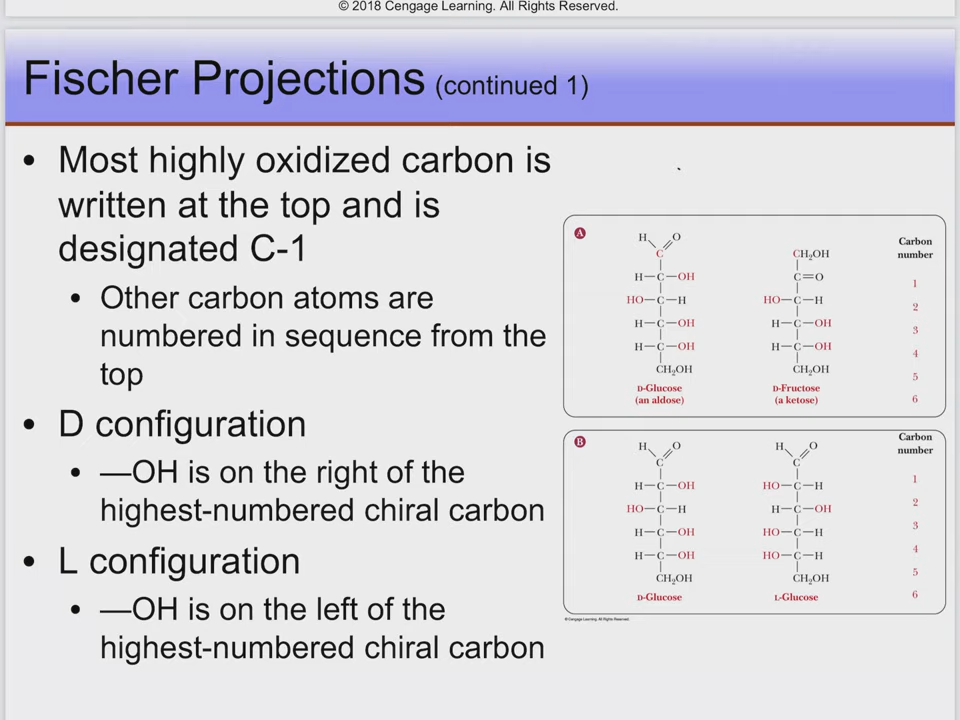 © 2018 Cengage Learning. All Rights Reserved.
Fischer Projections (continued 1)
• Most highly oxidized carbon is
written at the top and is
designated C-1
• Other carbon atoms are
numbered in sequence from the
top
• D configuration
• —OH is on the right of the
highest-numbered chiral carbon
• L configuration
• —OH is on the left of the
highest-numbered chiral carbon
A
H O
C
H—C—OH
HO—C—H
H—C—OH
H—C—OH
CH₂OH
D-Glucose
(an aldose)
CH₂OH
C=O
HO—C—H
H—C—OH
H—C—OH
CH₂OH
D-Fructose
(a ketose)
Carbon
number
1
2
3
4
5
6
B
H O
C
H—C—OH
HO—C—H
H—C—OH
H—C—OH
CH₂OH
D-Glucose
H O
C
HO—C—H
H—C—OH
HO—C—H
HO—C—H
CH₂OH
L-Glucose
Carbon
number
1
2
3
4
5
6
© Cengage Learning. All Rights Reserved.